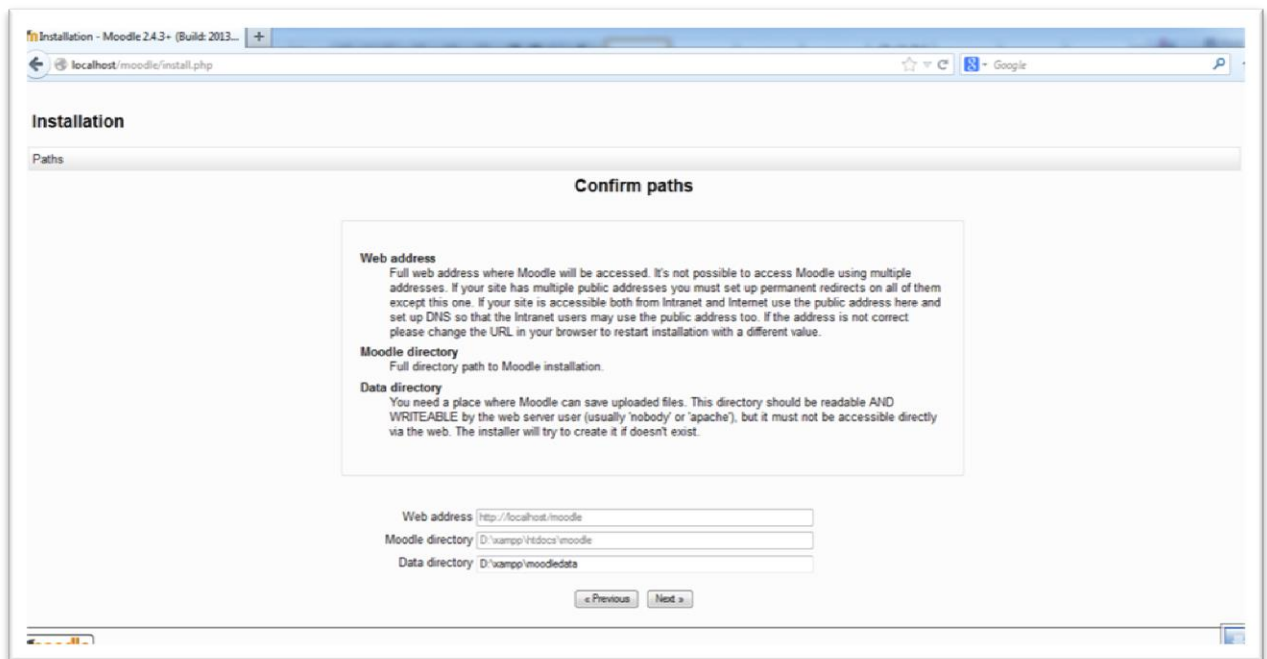 Installation - Moodle 2.4.3+ (Build: 2013...
localhost/moodle/install.php
Google
Installation
Paths
Confirm paths
Web address
Full web address where Moodle will be accessed. It's not possible to access Moodle using multiple
addresses. If your site has multiple public addresses you must set up permanent redirects on all of them
except this one. If your site is accessible both from Intranet and Internet use the public address here and
set up DNS so that the Intranet users may use the public address too. If the address is not correct
please change the URL in your browser to restart installation with a different value.
Moodle directory
Full directory path to Moodle installation.
Data directory
You need a place where Moodle can save uploaded files. This directory should be readable AND
WRITEABLE by the web server user (usually 'nobody' or 'apache'), but it must not be accessible directly
via the web. The installer will try to create it if doesn't exist.
Web address http://localhost/moodle
Moodle directory D:\xampp\htdocs\moodle
Data directory D:\xampp\moodledata
« Previous Next »